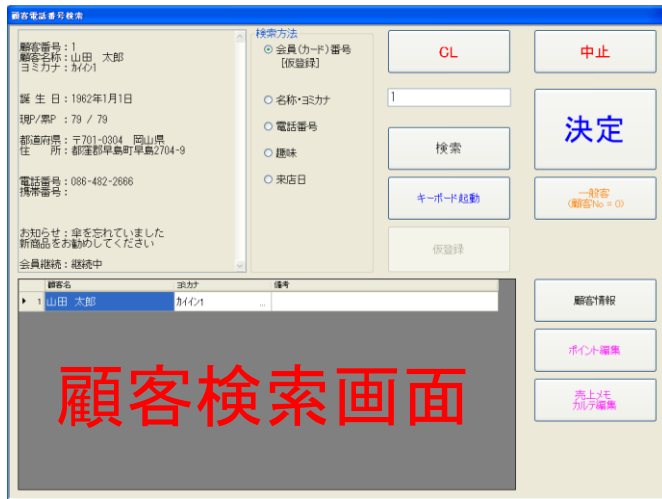 顧客電話番号検索
顧客番号：1
顧客名称：山田 太郎
ヨミカナ：ｶｲｲﾝ1
誕 生 日：1962年1月1日
現P/累P ：79 / 79
都道府県：〒701-0304 岡山県
住　　所：都窪郡早島町早島2704-9
電話番号：086-482-2666
携帯番号：
お知らせ：傘を忘れていました
新商品をお勧めしてください
会員継続：継続中
検索方法
会員(カード)番号
[仮登録]
名称・ヨミカナ
電話番号
趣味
来店日
CL
1
検索
キーボード起動
仮登録
中止
決定
一般客
(顧客No = 0)
顧客名 ﾖﾐカナ 備考
1 山田 太郎 ｶｲｲﾝ1 ...
顧客検索画面
顧客情報
ポイント編集
売上メモ
カルテ編集